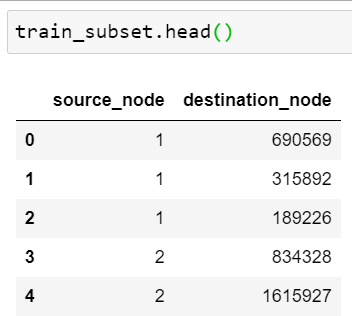 train_subset.head()
source_node destination_node
0 1 690569
1 1 315892
2 1 189226
3 2 834328
4 2 1615927